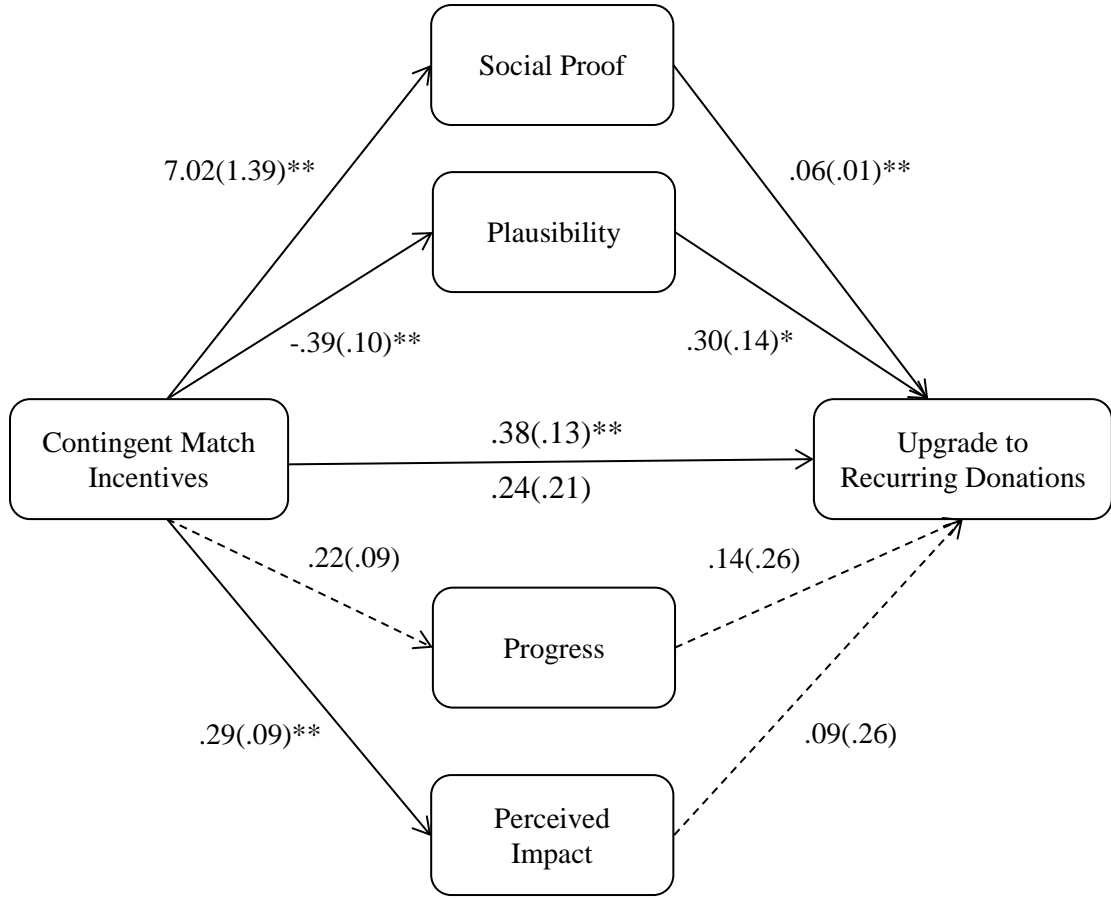 Social Proof
7.02(1.39)**
.06(.01)**
Plausibility
-.39(.10)**
.30(.14)*
Contingent Match
Incentives
.38(.13)**
.24(.21)
Upgrade to
Recurring Donations
.22(.09)
.14(.26)
Progress
.29(.09)**
.09(.26)
Perceived
Impact